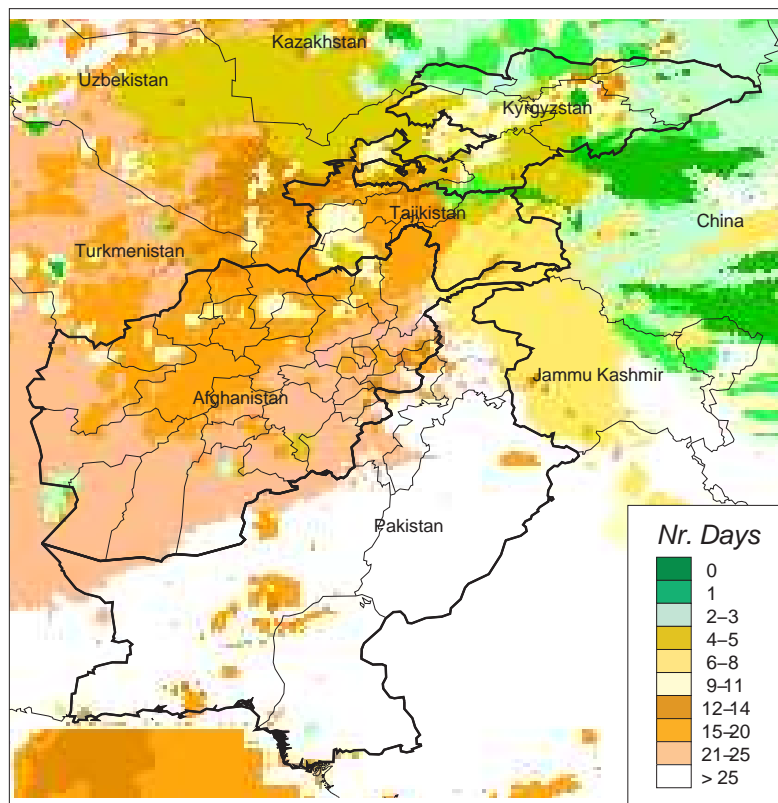 Kazakhstan
Uzbekistan
Kyrgyzstan
Tajikistan
China
Turkmenistan
Jammu Kashmir
Afghanistan
Pakistan
Nr. Days
0
1
2–3
4–5
6–8
9–11
12–14
15–20
21–25
> 25